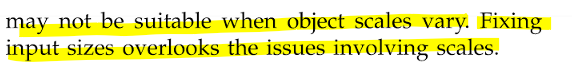 may not be suitable when object scales vary. Fixing
input sizes overlooks the issues involving scales.